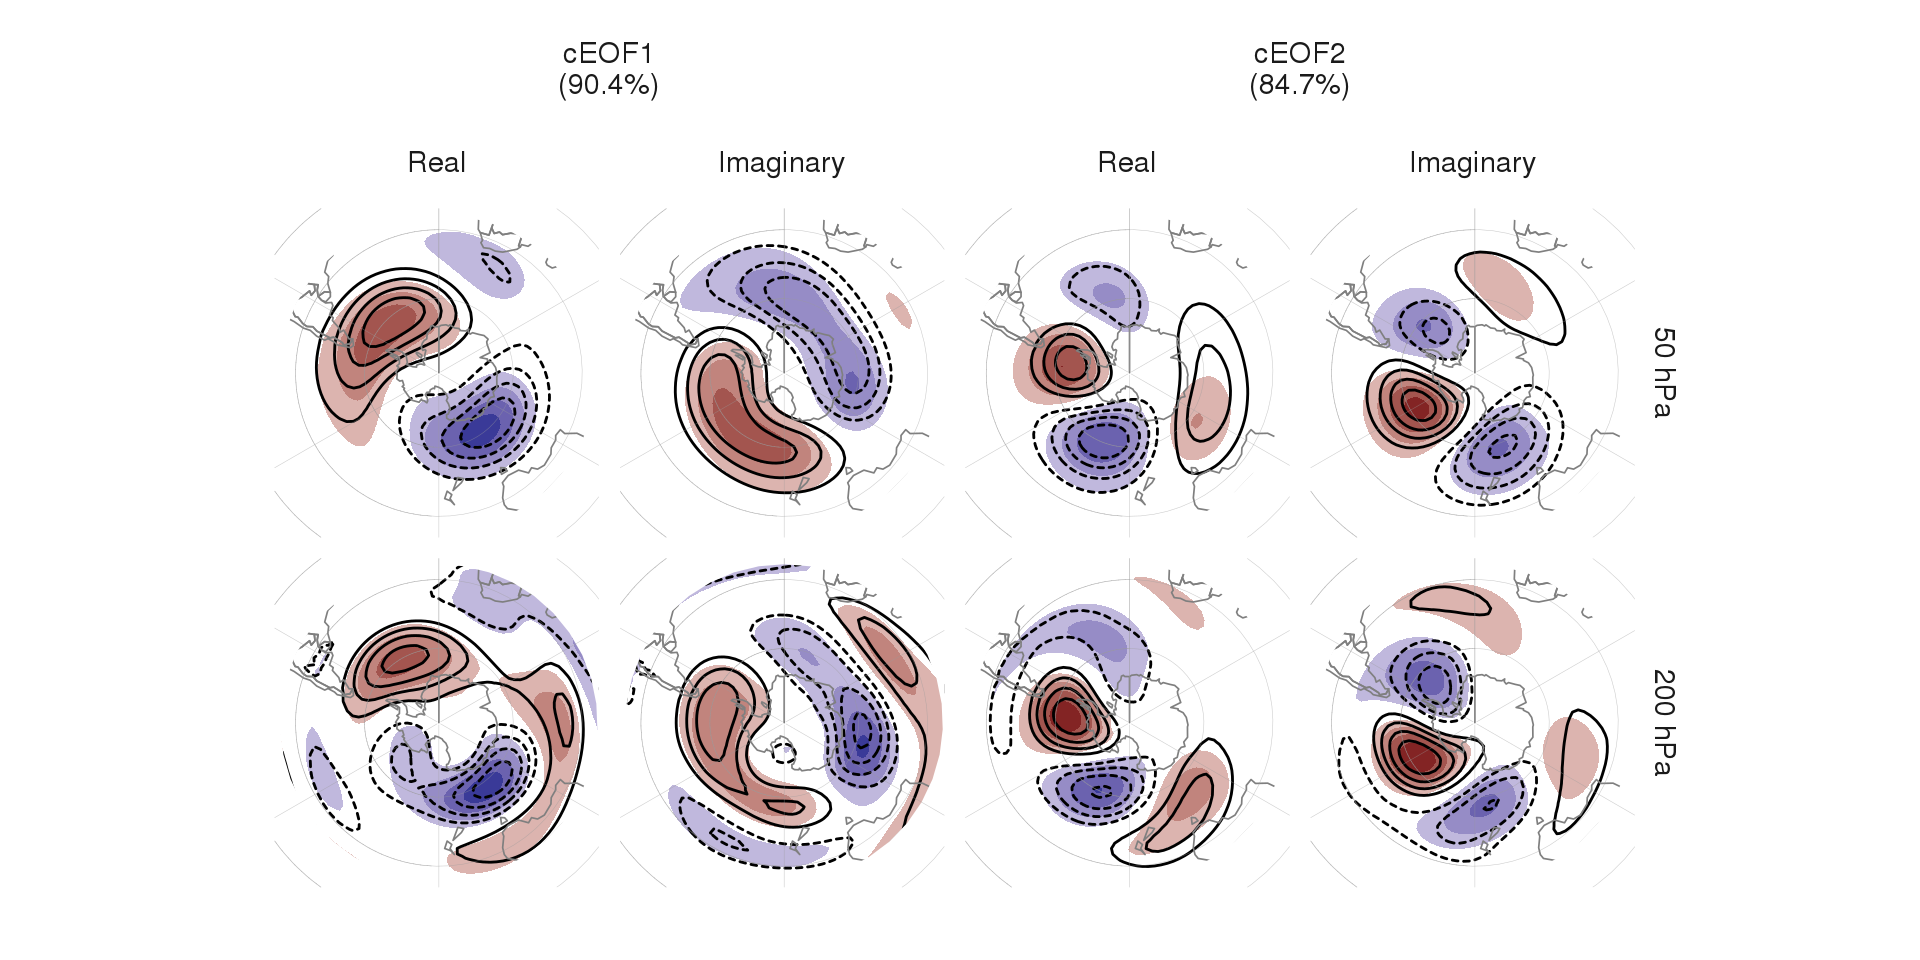 cEOF1
(90.4%)
cEOF2
(84.7%)
Real
Imaginary
Real
Imaginary
50 hPa
200 hPa